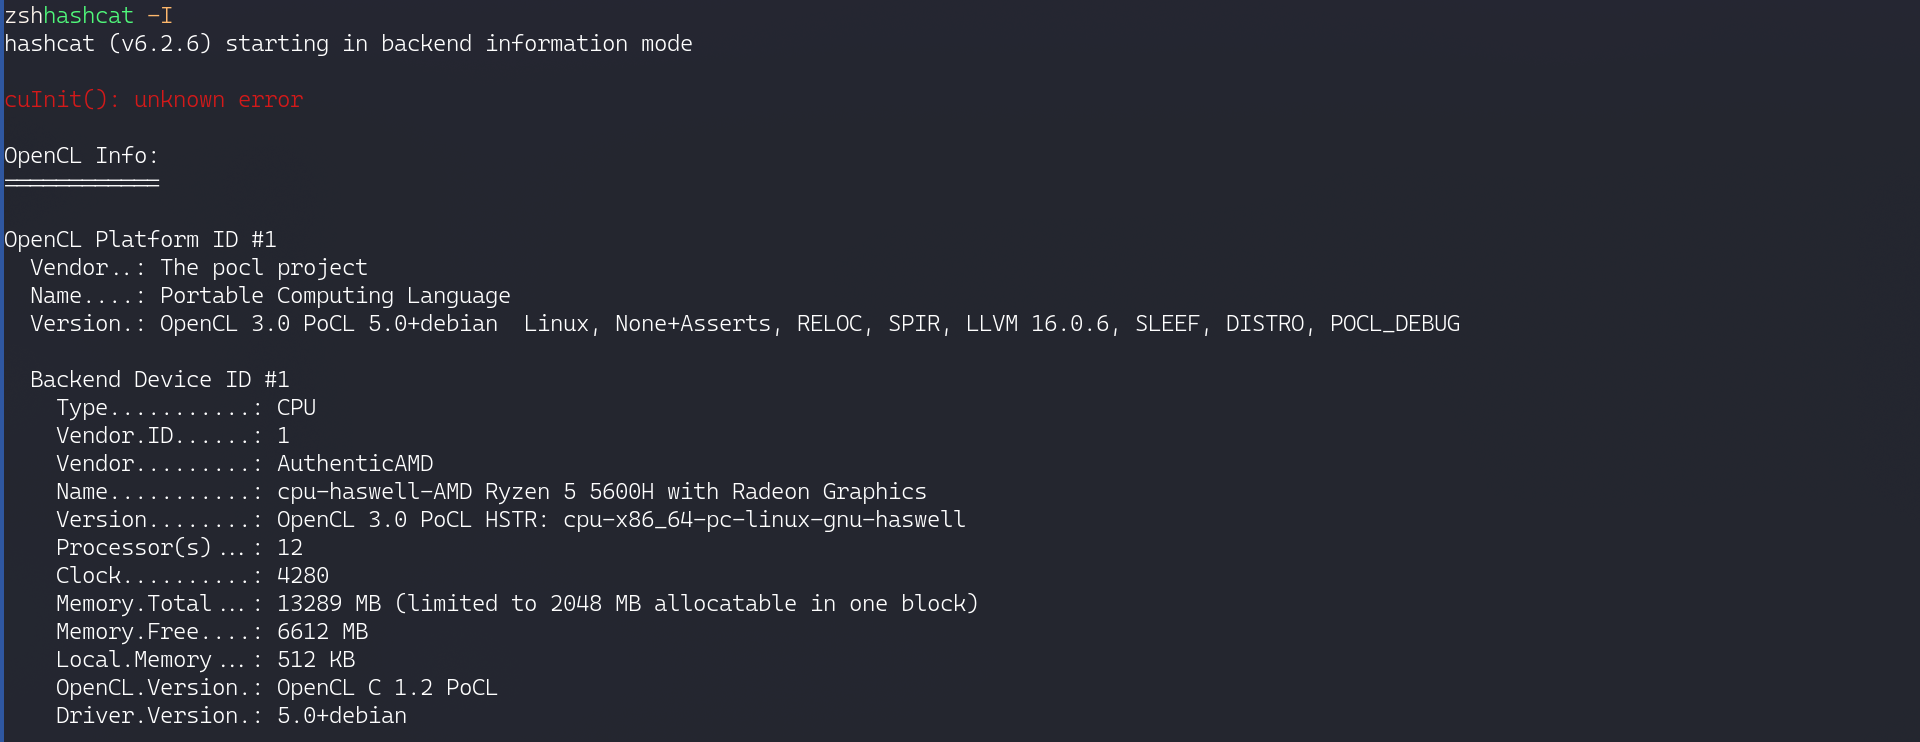 zshhashcat -I
hashcat (v6.2.6) starting in backend information mode
cuInit(): unknown error
OpenCL Info:
============
OpenCL Platform ID #1
Vendor..: The pocl project
Name....: Portable Computing Language
Version.: OpenCL 3.0 PoCL 5.0+debian  Linux, None+Asserts, RELOC, SPIR, LLVM 16.0.6, SLEEF, DISTRO, POCL_DEBUG
Backend Device ID #1
Type...........: CPU
Vendor.ID......: 1
Vendor.........: AuthenticAMD
Name...........: cpu-haswell-AMD Ryzen 5 5600H with Radeon Graphics
Version........: OpenCL 3.0 PoCL HSTR: cpu-x86_64-pc-linux-gnu-haswell
Processor(s)...: 12
Clock..........: 4280
Memory.Total...: 13289 MB (limited to 2048 MB allocatable in one block)
Memory.Free....: 6612 MB
Local.Memory...: 512 KB
OpenCL.Version.: OpenCL C 1.2 PoCL
Driver.Version.: 5.0+debian